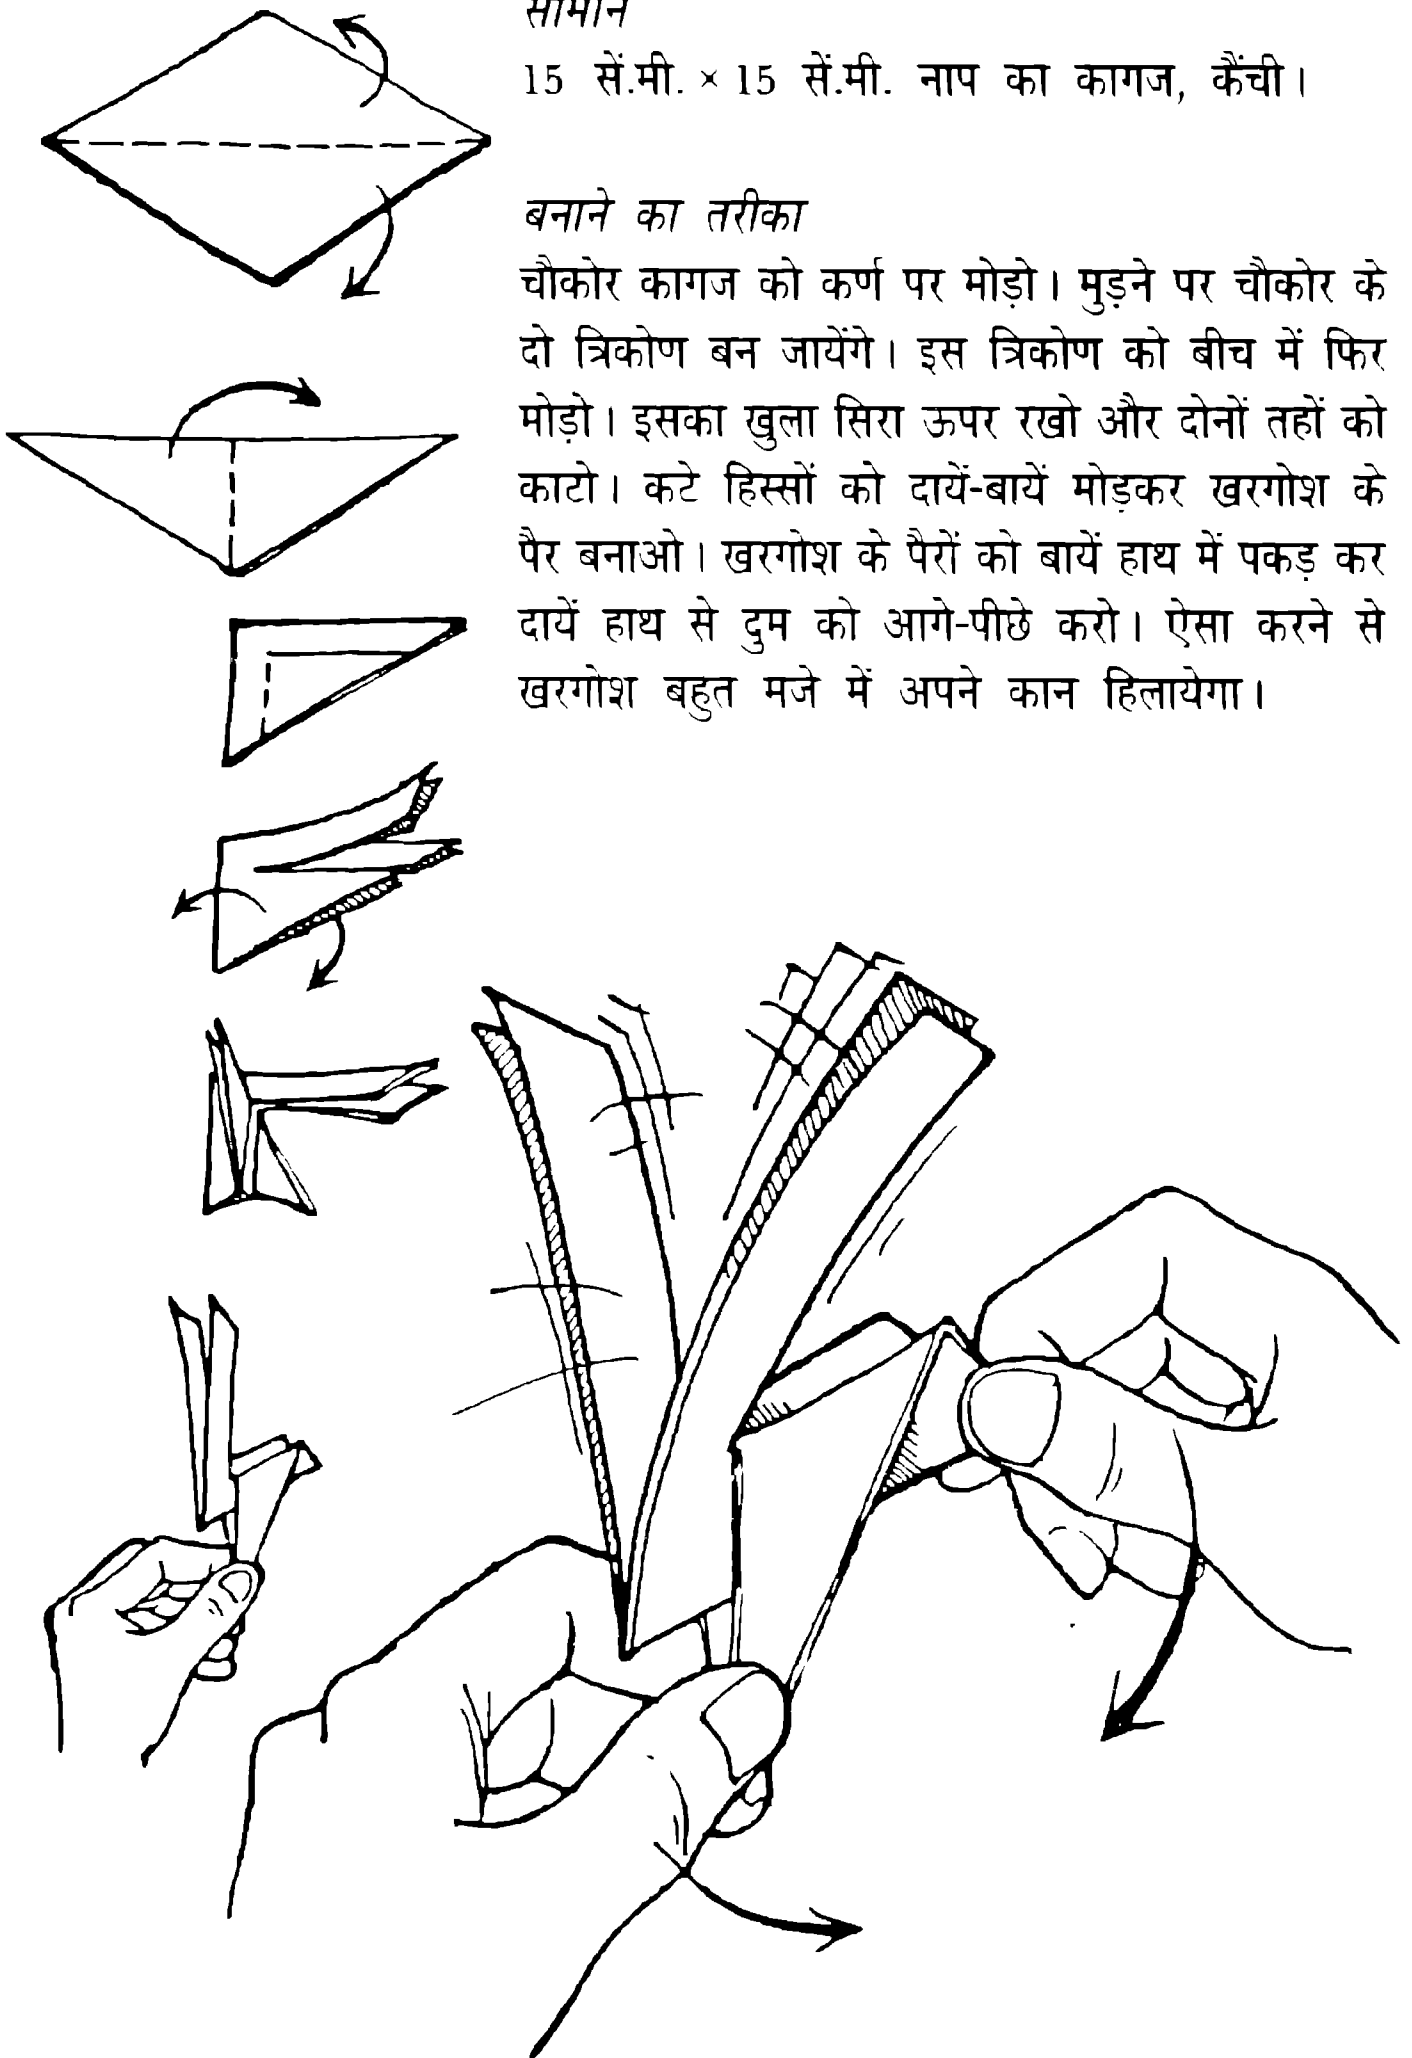 सामान
15 सें.मी. × 15 सें.मी. नाप का कागज, कैंची।
बनाने का तरीका
चौकोर कागज को कर्ण पर मोड़ो। मुड़ने पर चौकोर के
दो त्रिकोण बन जायेंगे। इस त्रिकोण को बीच में फिर
मोड़ो। इसका खुला सिरा ऊपर रखो और दोनों तहों को
काटो। कटे हिस्सों को दायें-बायें मोड़कर खरगोश के
पैर बनाओ। खरगोश के पैरों को बायें हाथ में पकड़ कर
दायें हाथ से दुम को आगे-पीछे करो। ऐसा करने से
खरगोश बहुत मजे में अपने कान हिलायेगा।